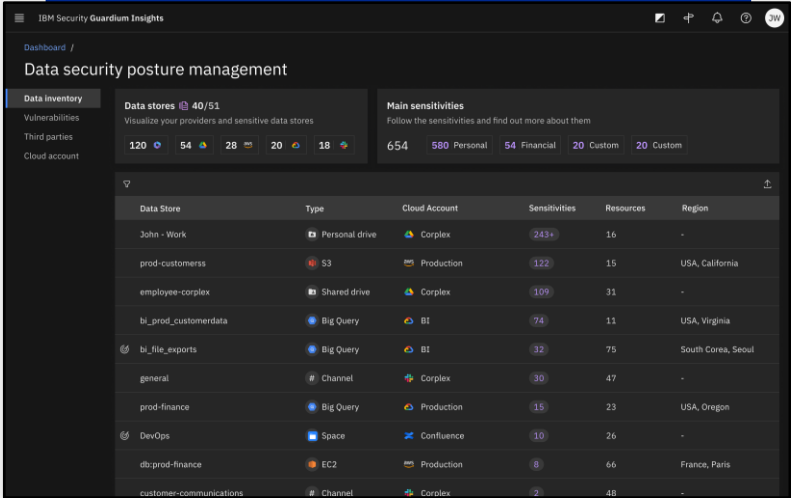 IBM Security Guardium Insights
JW
Dashboard /
Data security posture management
Data inventory
Vulnerabilities
Third parties
Cloud account
Data stores 40/51
Visualize your providers and sensitive data stores
120 54 28 20 18
Main sensitivities
Follow the sensitivities and find out more about them
654 580 Personal 54 Financial 20 Custom 20 Custom
Data Store Type Cloud Account Sensitivities Resources Region
John - Work Personal drive Corplex 243+ 16 -
prod-customerss S3 aws Production 122 15 USA, California
employee-corplex Shared drive Corplex 109 31 -
bi_prod_customerdata Big Query BI 74 11 USA, Virginia
bi_file_exports Big Query BI 32 75 South Corea, Seoul
general # Channel Corplex 30 47 -
prod-finance Big Query Production 15 23 USA, Oregon
DevOps Space Confluence 10 26 -
db:prod-finance EC2 aws Production 8 66 France, Paris
customer-communications # Channel Corplex 2 48 -